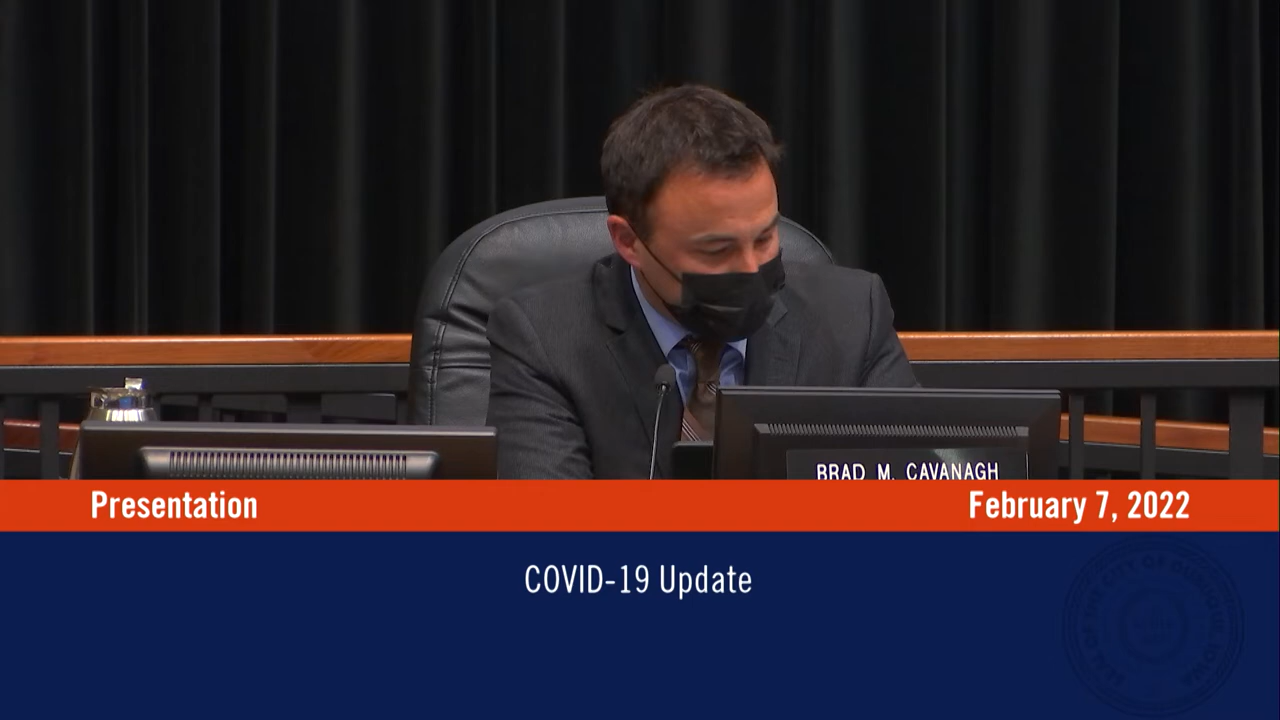 BRAD M. CAVANAGH
Presentation
February 7, 2022
COVID-19 Update